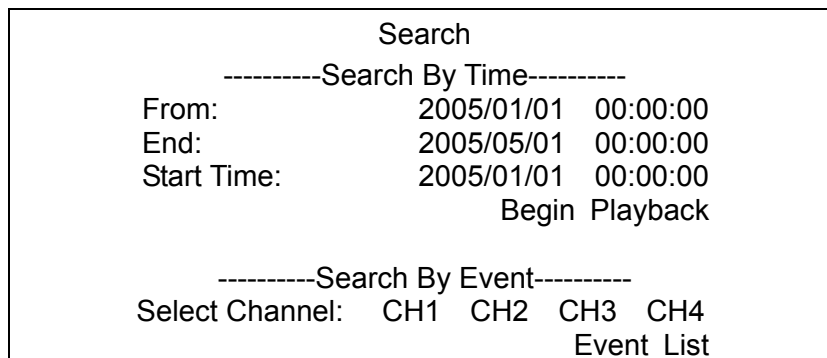 Search
----------Search By Time----------
From: 2005/01/01 00:00:00
End: 2005/05/01 00:00:00
Start Time: 2005/01/01 00:00:00
Begin Playback
----------Search By Event----------
Select Channel: CH1 CH2 CH3 CH4
Event List